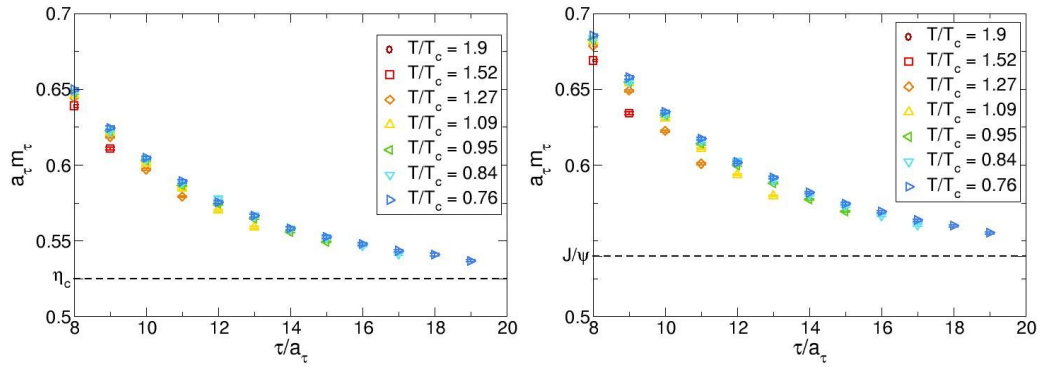 0.7
0.65
0.6
0.55
0.5
a_τ m_τ
η_c
8 10 12 14 16 18 20
τ/a_τ
T/T_c = 1.9
T/T_c = 1.52
T/T_c = 1.27
T/T_c = 1.09
T/T_c = 0.95
T/T_c = 0.84
T/T_c = 0.76
0.7
0.65
0.6
0.55
0.5
a_τ m_τ
J/ψ
8 10 12 14 16 18 20
τ/a_τ
T/T_c = 1.9
T/T_c = 1.52
T/T_c = 1.27
T/T_c = 1.09
T/T_c = 0.95
T/T_c = 0.84
T/T_c = 0.76